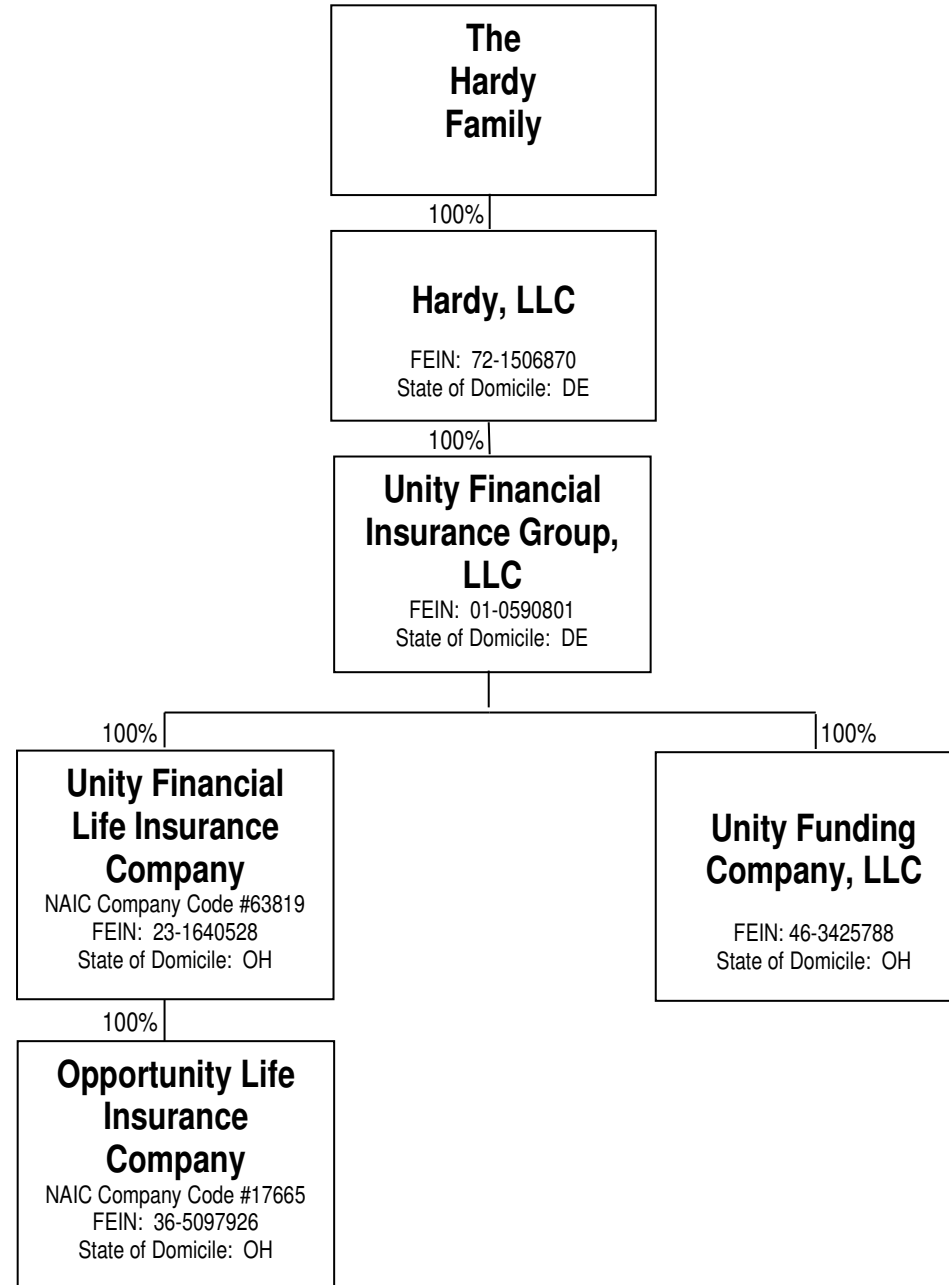 The
Hardy
Family
100%
Hardy, LLC
FEIN: 72-1506870
State of Domicile: DE
100%
Unity Financial
Insurance Group,
LLC
FEIN: 01-0590801
State of Domicile: DE
100%
Unity Financial
Life Insurance
Company
NAIC Company Code #63819
FEIN: 23-1640528
State of Domicile: OH
100%
Unity Funding
Company, LLC
FEIN: 46-3425788
State of Domicile: OH
100%
Opportunity Life
Insurance
Company
NAIC Company Code #17665
FEIN: 36-5097926
State of Domicile: OH